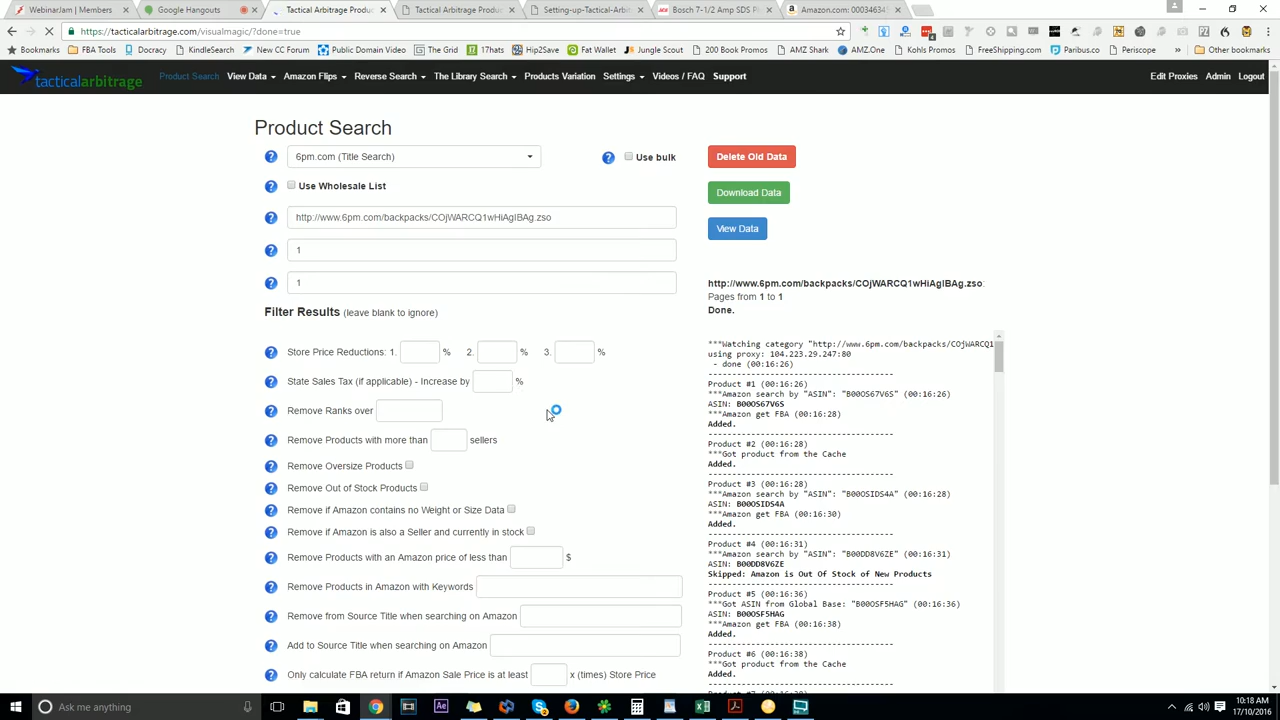 WebinarJam | Members
Google Hangouts
Tactical Arbitrage Produc
Tactical Arbitrage Produc
Setting-up-Tactical-Arbit
Bosch 7-1/2 Amp SDS Pl
Amazon.com: 000346345
https://tacticalarbitrage.com/visualmagic/?done=true
Bookmarks
FBA Tools
Docracy
KindleSearch
New CC Forum
Public Domain Video
The Grid
17hats
Hip2Save
Fat Wallet
Jungle Scout
200 Book Promos
AMZ Shark
AMZ.One
Kohls Promos
FreeShipping.com
Paribus.co
Periscope
»
Other bookmarks
tacticalarbitrage
Product Search
View Data
Amazon Flips
Reverse Search
The Library Search
Products Variation
Settings
Videos / FAQ
Support
Edit Proxies
Admin
Logout
Product Search
6pm.com (Title Search)
Use bulk
Delete Old Data
Use Wholesale List
Download Data
http://www.6pm.com/backpacks/COjWARCQ1wHiAgIBAg.zso
View Data
1
1
http://www.6pm.com/backpacks/COjWARCQ1wHiAgIBAg.zso:
Pages from 1 to 1
Done.
Filter Results (leave blank to ignore)
Store Price Reductions: 1. % 2. % 3. %
State Sales Tax (if applicable) - Increase by %
Remove Ranks over
Remove Products with more than sellers
Remove Oversize Products
Remove Out of Stock Products
Remove if Amazon contains no Weight or Size Data
Remove if Amazon is also a Seller and currently in stock
Remove Products with an Amazon price of less than $
Remove Products in Amazon with Keywords
Remove from Source Title when searching on Amazon
Add to Source Title when searching on Amazon
Only calculate FBA return if Amazon Sale Price is at least x (times) Store Price
***Watching category "http://www.6pm.com/backpacks/COjWARCQ1
using proxy: 104.223.29.247:80
- done (00:16:26)
-------------------------------------
Product #1 (00:16:26)
***Amazon search by "ASIN": "B00OS67V6S" (00:16:26)
ASIN: B00OS67V6S
***Amazon get FBA (00:16:28)
Added.
-------------------------------------
Product #2 (00:16:28)
***Got product from the Cache
Added.
-------------------------------------
Product #3 (00:16:28)
***Amazon search by "ASIN": "B00OSIDS4A" (00:16:28)
ASIN: B00OSIDS4A
***Amazon get FBA (00:16:30)
Added.
-------------------------------------
Product #4 (00:16:31)
***Amazon search by "ASIN": "B00DD8V6ZE" (00:16:31)
ASIN: B00DD8V6ZE
Skipped: Amazon is Out Of Stock of New Products
-------------------------------------
Product #5 (00:16:36)
***Got ASIN from Global Base: "B00OSF5HAG" (00:16:36)
ASIN: B00OSF5HAG
***Amazon get FBA (00:16:38)
Added.
-------------------------------------
Product #6 (00:16:38)
***Got product from the Cache
Added.
-------------------------------------
Ask me anything
10:18 AM
17/10/2016